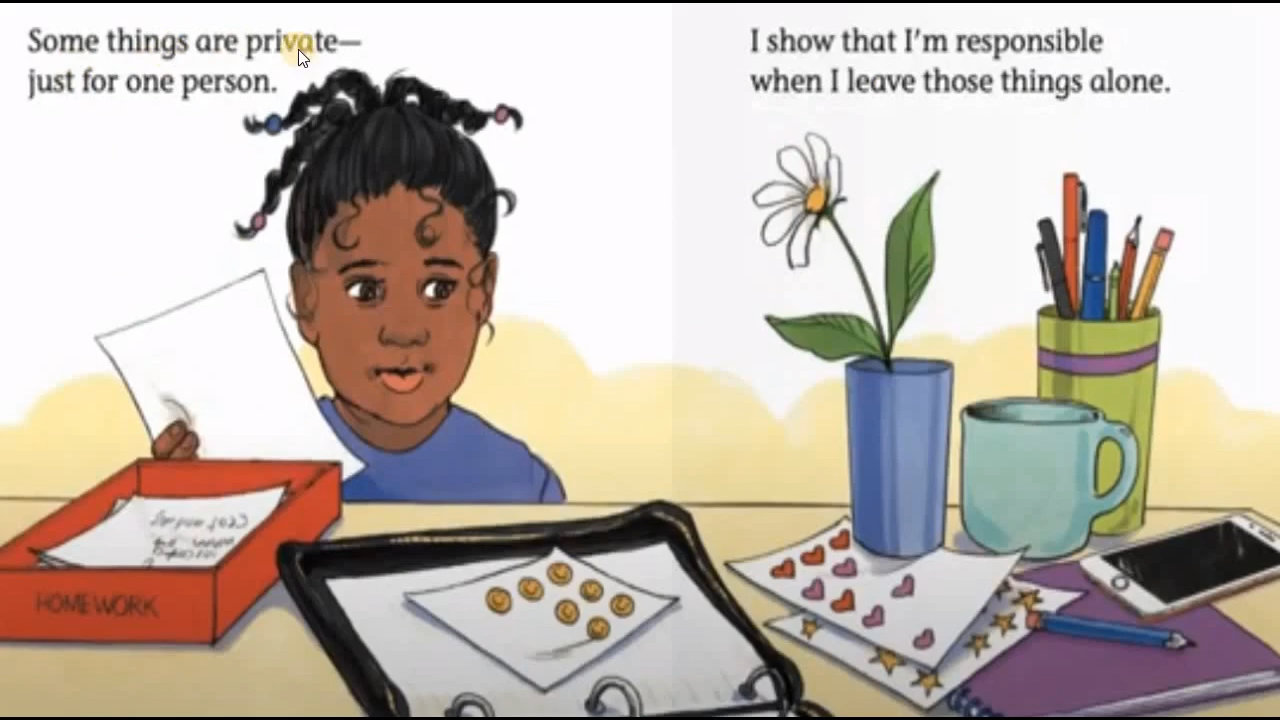 Some things are private—
just for one person.
I show that I'm responsible
when I leave those things alone.
HOMEWORK